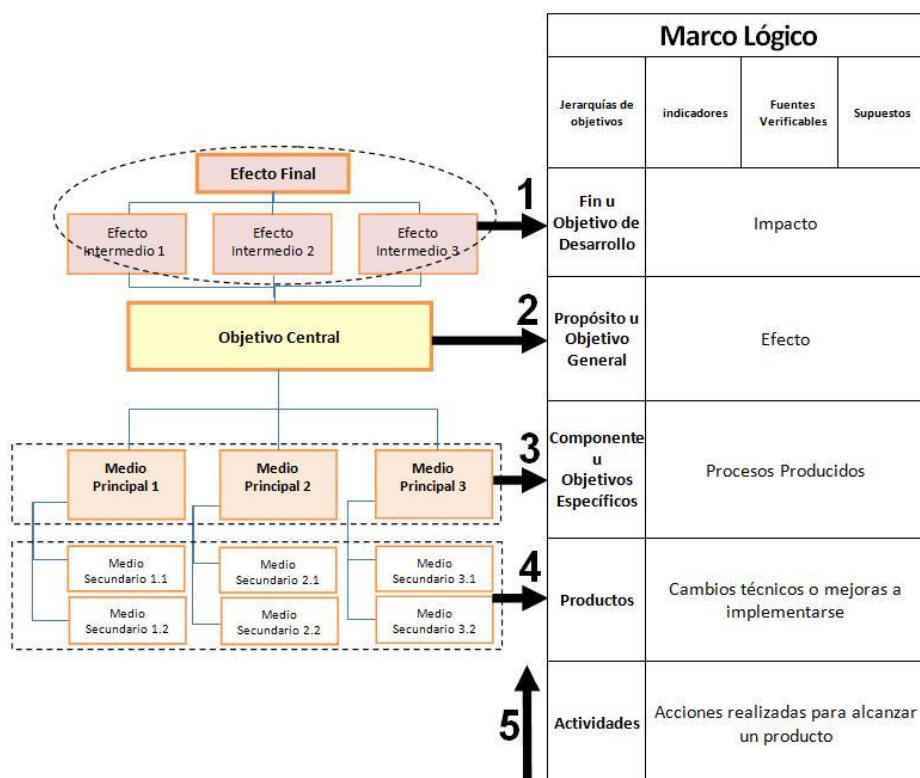 Marco Lógico
Jerarquías de
objetivos
indicadores
Fuentes
Verificables
Supuestos
Efecto Final
Efecto
Intermedio 1
Efecto
Intermedio 2
Efecto
Intermedio 3
1
Fin u
Objetivo de
Desarrollo
Impacto
Objetivo Central
2
Propósito u
Objetivo
General
Efecto
Medio
Principal 1
Medio
Principal 2
Medio
Principal 3
3
Componente
u
Objetivos
Específicos
Procesos Producidos
Medio
Secundario 1.1
Medio
Secundario 2.1
Medio
Secundario 3.1
Medio
Secundario 1.2
Medio
Secundario 2.2
Medio
Secundario 3.2
4
Productos
Cambios técnicos o mejoras a
implementarse
5
Actividades
Acciones realizadas para alcanzar
un producto